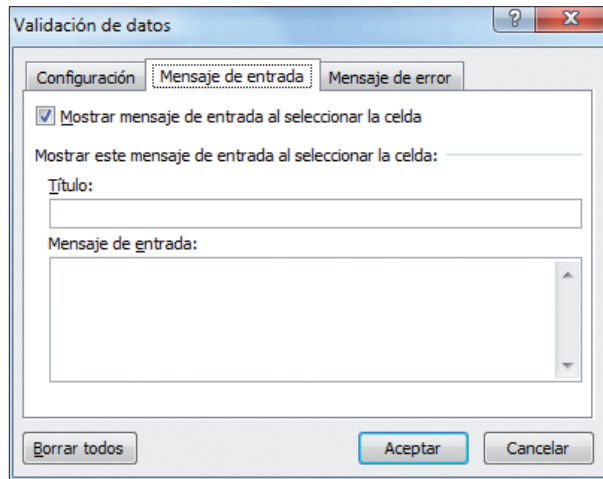 Validación de datos
?
X
Configuración Mensaje de entrada Mensaje de error
Mostrar mensaje de entrada al seleccionar la celda
Mostrar este mensaje de entrada al seleccionar la celda:
Título:
Mensaje de entrada:
Borrar todos Aceptar Cancelar